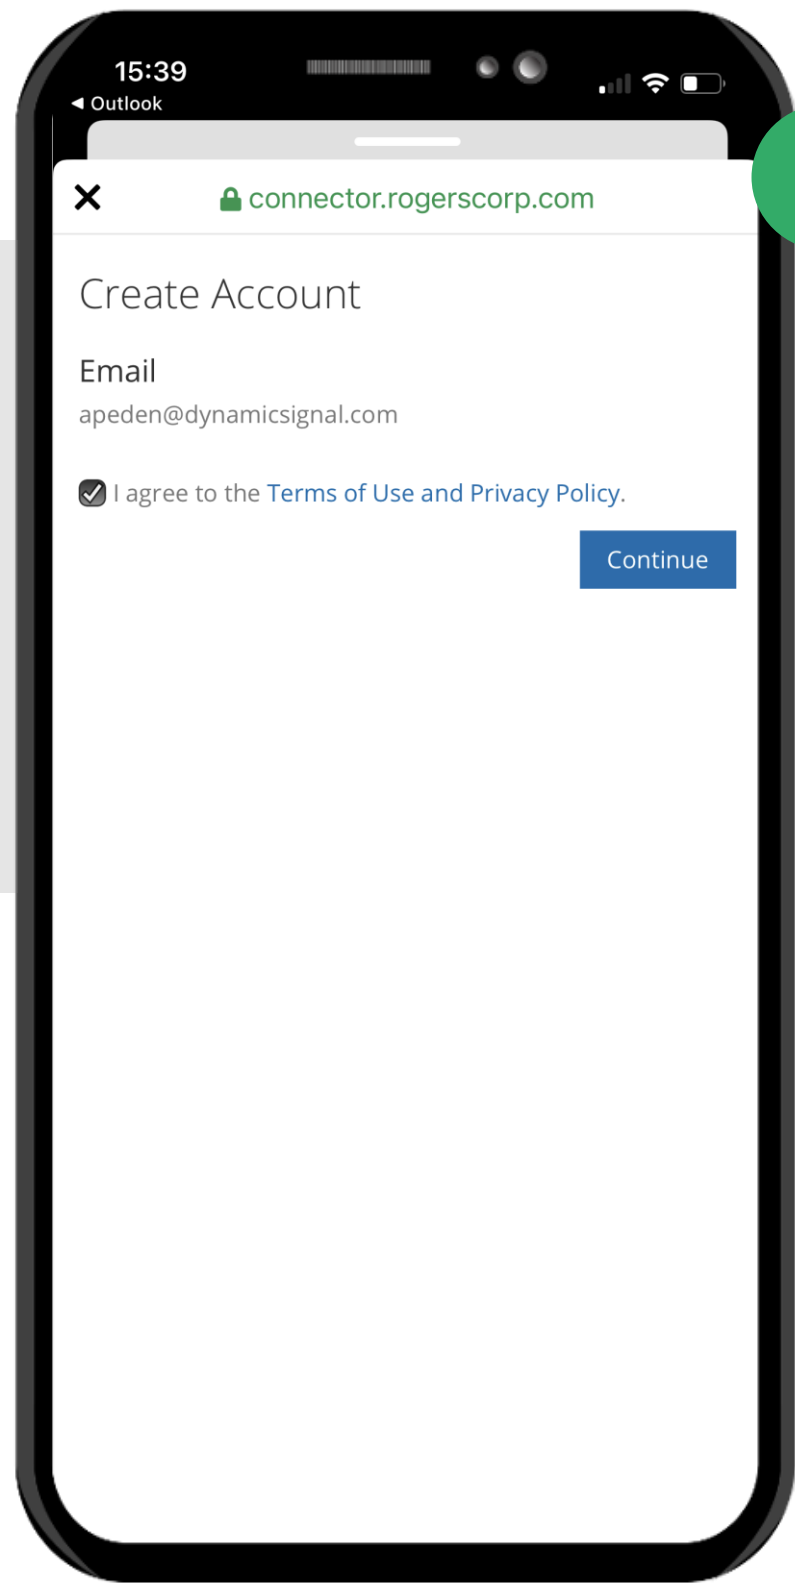 15:39
◀ Outlook
connector.rogerscorp.com
Create Account
Email
apeden@dynamicsignal.com
I agree to the Terms of Use and Privacy Policy.
Continue